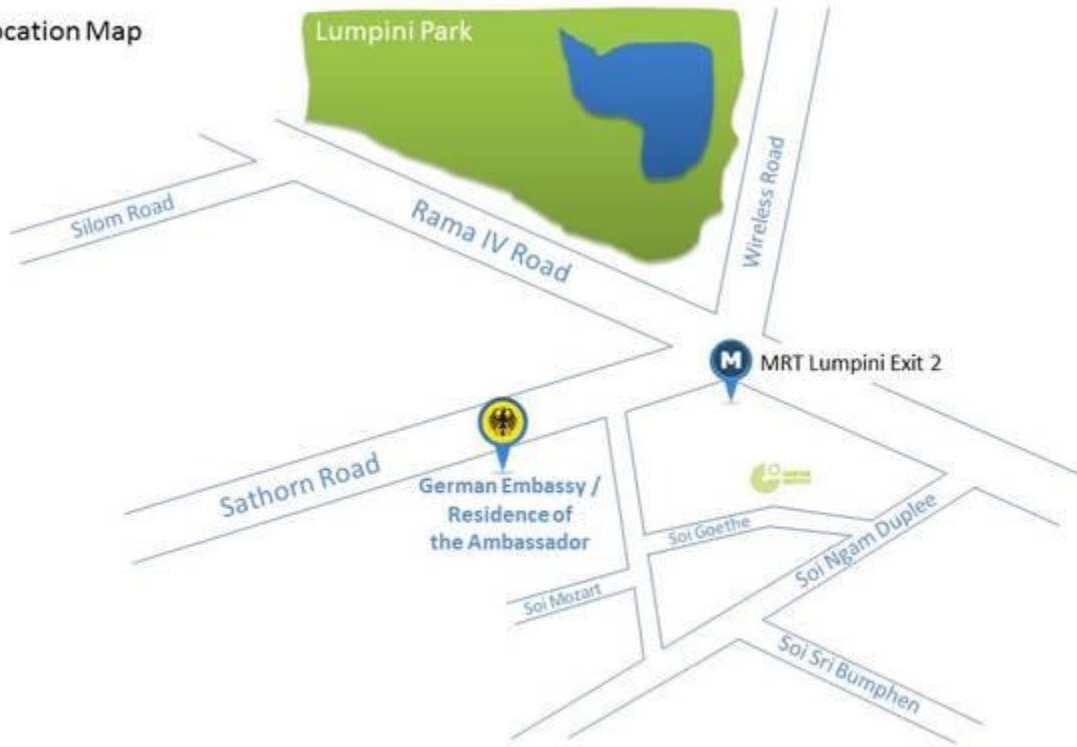 ocation Map
Lumpini Park
Silom Road
Rama IV Road
Wireless Road
M
MRT Lumpini Exit 2
Sathorn Road
German Embassy /
Residence of
the Ambassador
Soi Goethe
Soi Ngam Duplee
Soi Mozart
Soi Sri Bumphen